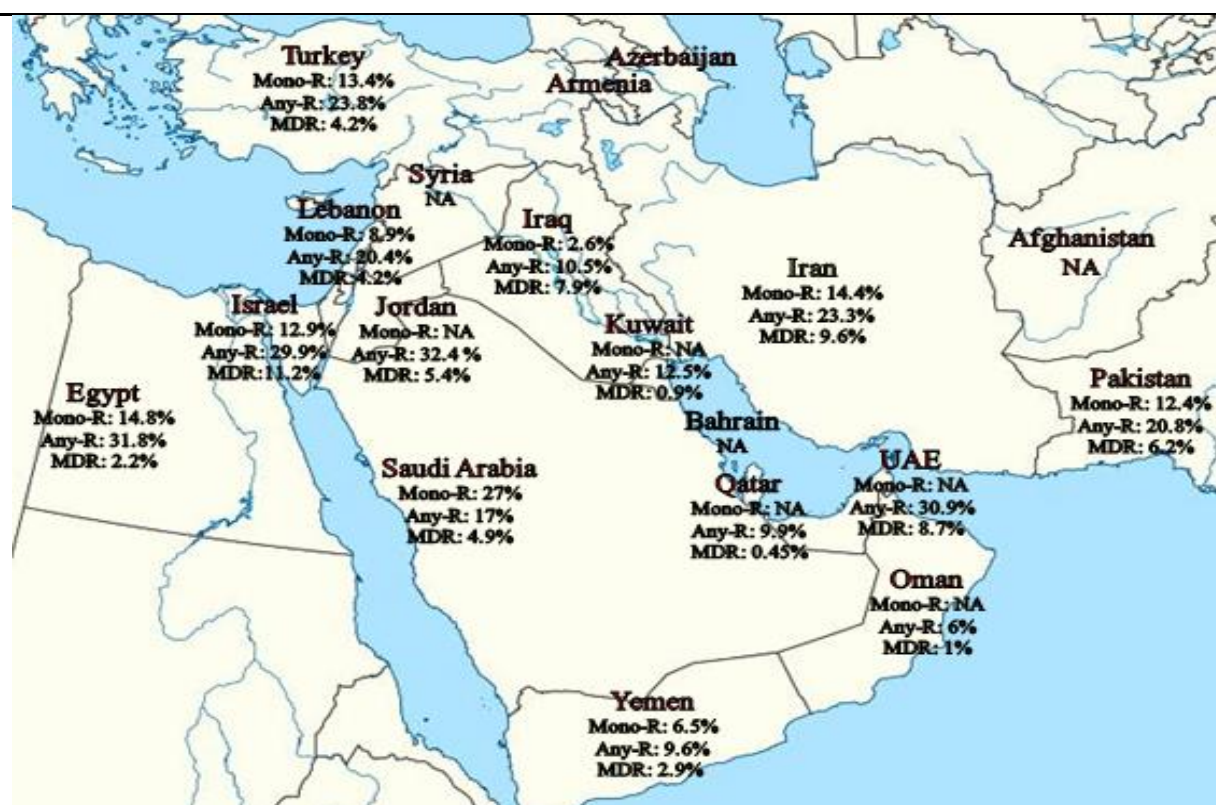 Turkey
Mono-R: 13.4%
Any-R: 23.8%
MDR: 4.2%
Azerbaijan
Armenia
Syria
NA
Lebanon
Mono-R: 8.9%
Any-R: 20.4%
MDR:4.2%
Iraq
Mono-R: 2.6%
Any-R: 10.5%
MDR: 7.9%
Afghanistan
NA
Iran
Mono-R: 14.4%
Any-R: 23.3%
MDR: 9.6%
Israel
Mono-R: 12.9%
Any-R: 29.9%
MDR:11.2%
Jordan
Mono-R: NA
Any-R: 32.4 %
MDR: 5.4%
Kuwait
Mono-R: NA
Any-R: 12.5%
MDR: 0.9%
Egypt
Mono-R: 14.8%
Any-R: 31.8%
MDR: 2.2%
Pakistan
Mono-R: 12.4%
Any-R: 20.8%
MDR: 6.2%
Bahrain
NA
Saudi Arabia
Mono-R: 27%
Any-R: 17%
MDR: 4.9%
Qatar
Mono-R: NA
Any-R: 9.9%
MDR: 0.45%
UAE
Mono-R: NA
Any-R: 30.9%
MDR: 8.7%
Oman
Mono-R: NA
Any-R: 6%
MDR: 1%
Yemen
Mono-R: 6.5%
Any-R: 9.6%
MDR: 2.9%